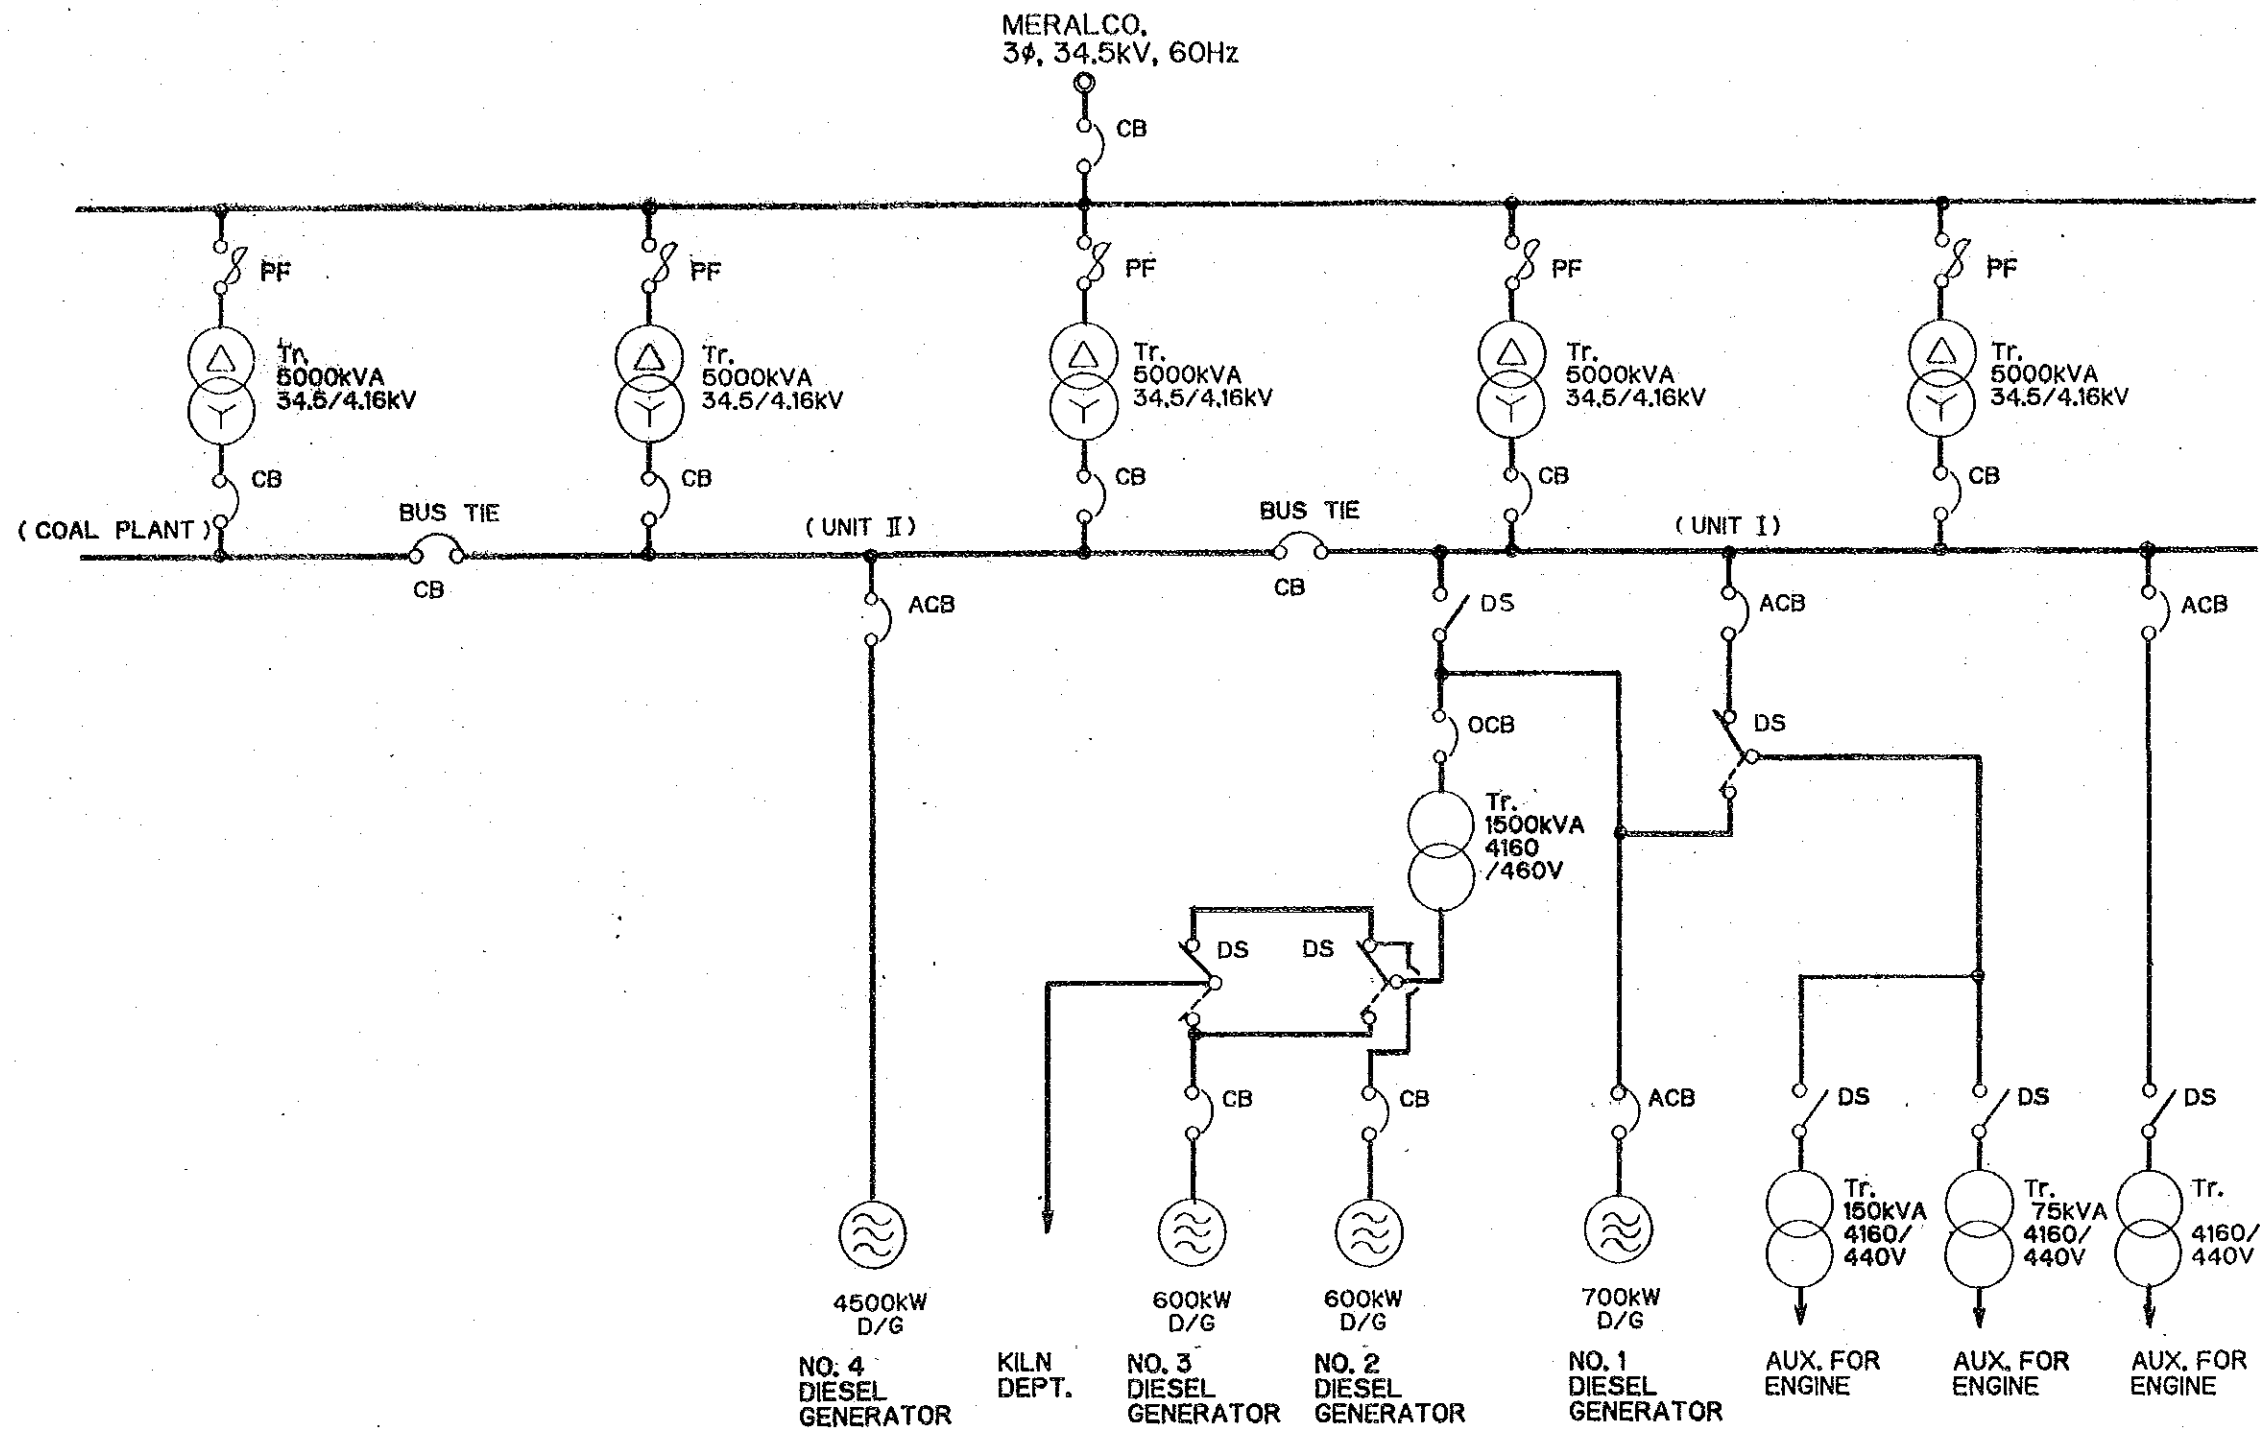 MERALCO.
3φ, 34.5kV, 60Hz
CB
PF
PF
PF
PF
PF
Tr.
5000kVA
34.5/4.16kV
Tr.
5000kVA
34.5/4.16kV
Tr.
5000kVA
34.5/4.16kV
Tr.
5000kVA
34.5/4.16kV
Tr.
5000kVA
34.5/4.16kV
CB
CB
CB
CB
CB
(COAL PLANT)
BUS TIE
CB
(UNIT II)
BUS TIE
CB
(UNIT I)
ACB
DS
ACB
ACB
OCB
DS
Tr.
1500kVA
4160
/460V
DS
DS
CB
CB
ACB
DS
DS
DS
Tr.
150kVA
4160/
440V
Tr.
75kVA
4160/
440V
Tr.
4160/
440V
4500kW
D/G
600kW
D/G
600kW
D/G
700kW
D/G
NO. 4
DIESEL
GENERATOR
KILN
DEPT.
NO. 3
DIESEL
GENERATOR
NO. 2
DIESEL
GENERATOR
NO. 1
DIESEL
GENERATOR
AUX. FOR
ENGINE
AUX. FOR
ENGINE
AUX. FOR
ENGINE